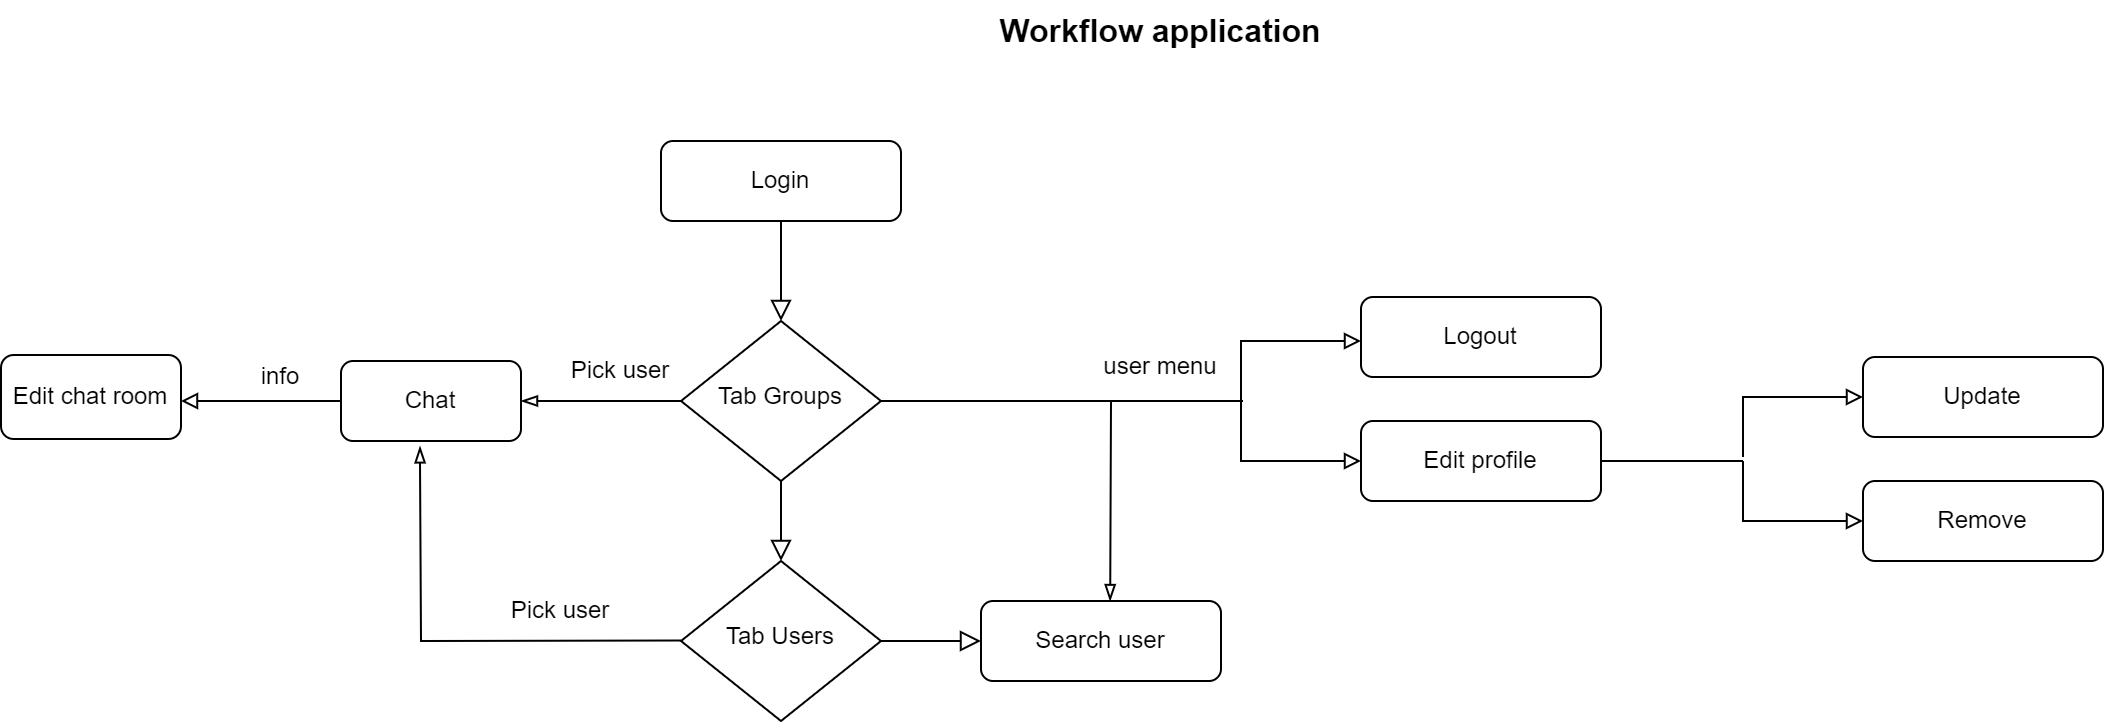 Workflow application
Login
Logout
Edit chat room
info
Chat
Pick user
Tab Groups
user menu
Update
Edit profile
Remove
Pick user
Tab Users
Search user